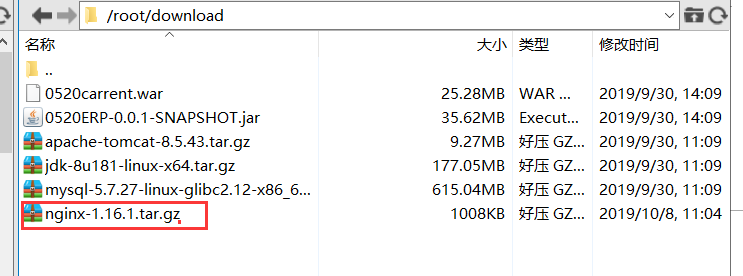 /root/download
名称 大小 类型 修改时间
..
0520carrent.war 25.28MB WAR ... 2019/9/30, 14:09
0520ERP-0.0.1-SNAPSHOT.jar 35.62MB Execut... 2019/9/30, 14:09
apache-tomcat-8.5.43.tar.gz 9.27MB 好压 GZ... 2019/9/30, 11:09
jdk-8u181-linux-x64.tar.gz 177.05MB 好压 GZ... 2019/9/30, 11:09
mysql-5.7.27-linux-glibc2.12-x86_6... 615.04MB 好压 GZ... 2019/9/30, 11:09
nginx-1.16.1.tar.gz 1008KB 好压 GZ... 2019/10/8, 11:04